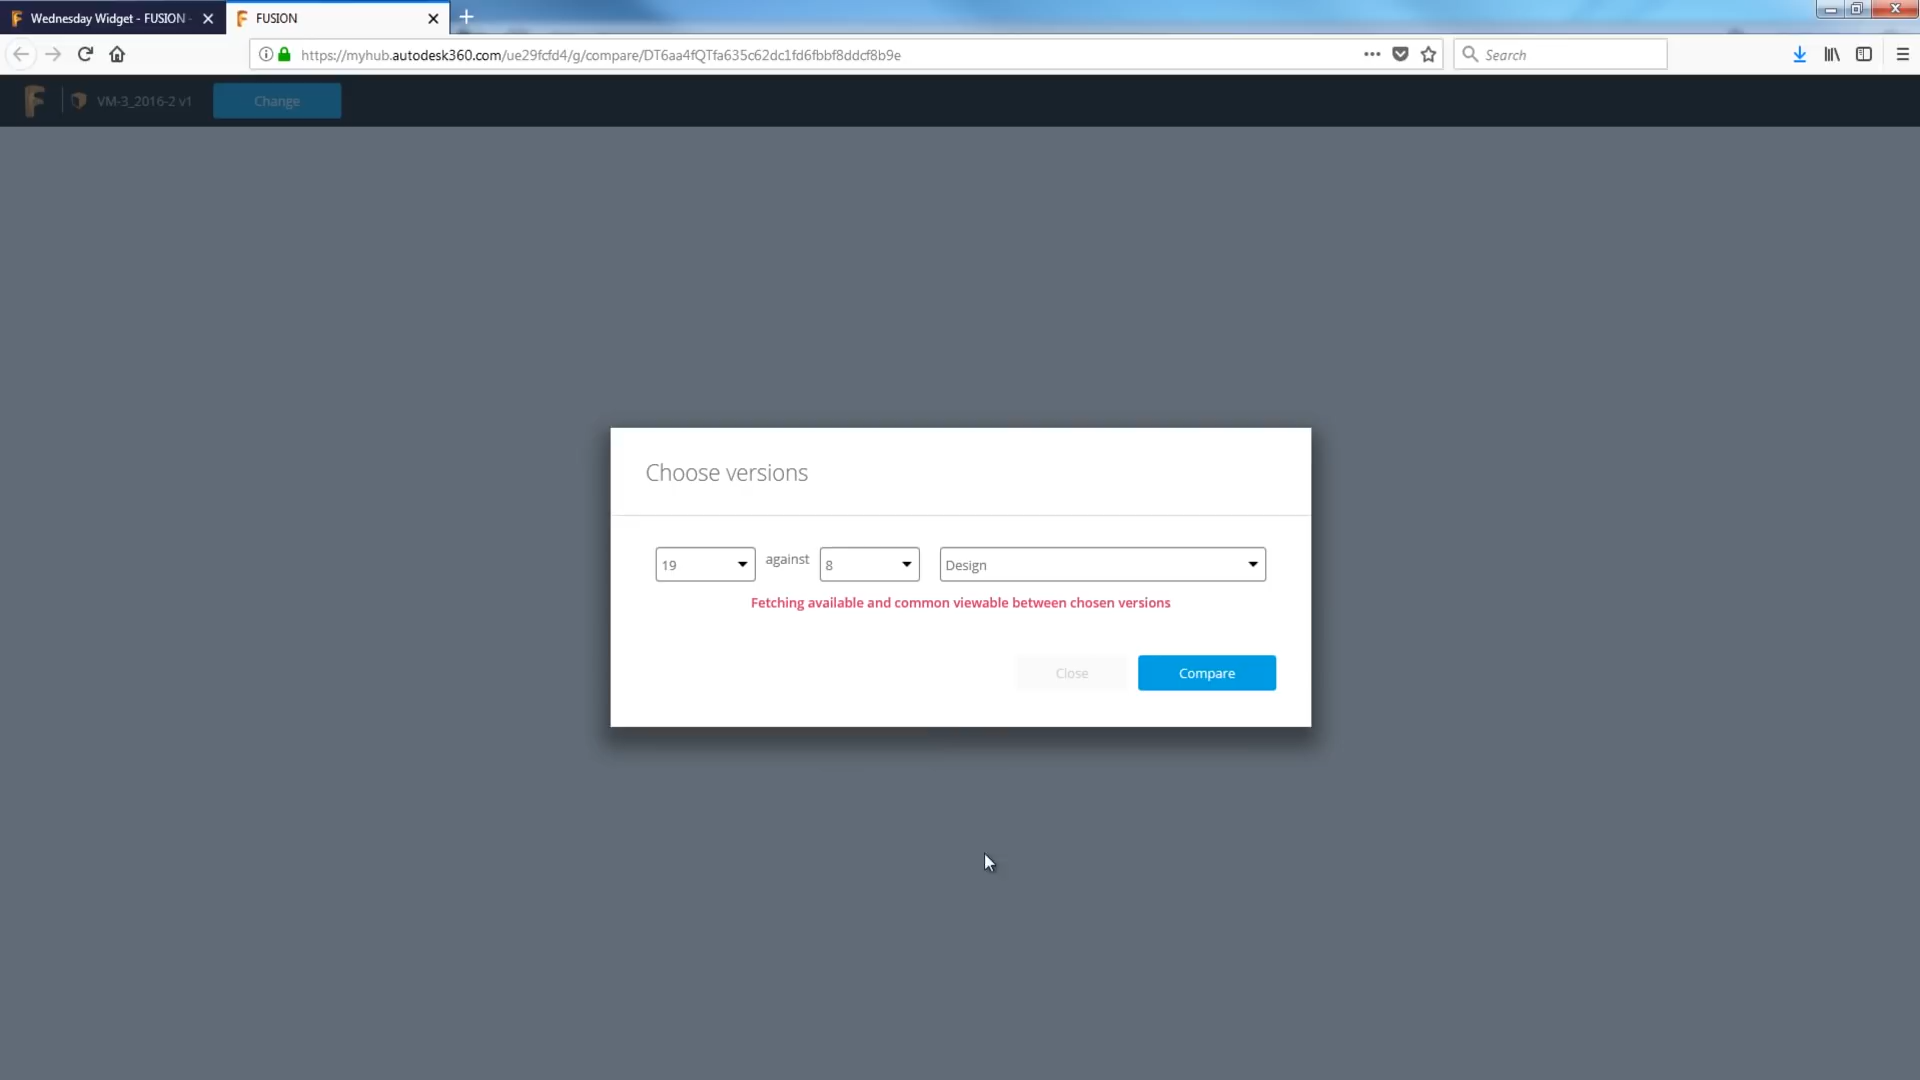 Wednesday Widget - FUSION -
FUSION
https://myhub.autodesk360.com/ue29fcfd4/g/compare/DT6aa4fQTfa635c62dc1fd6fbbf8ddcf8b9e
Search
VM-3_2016-2 v1
Change
Choose versions
19
against
8
Design
Fetching available and common viewable between chosen versions
Close
Compare